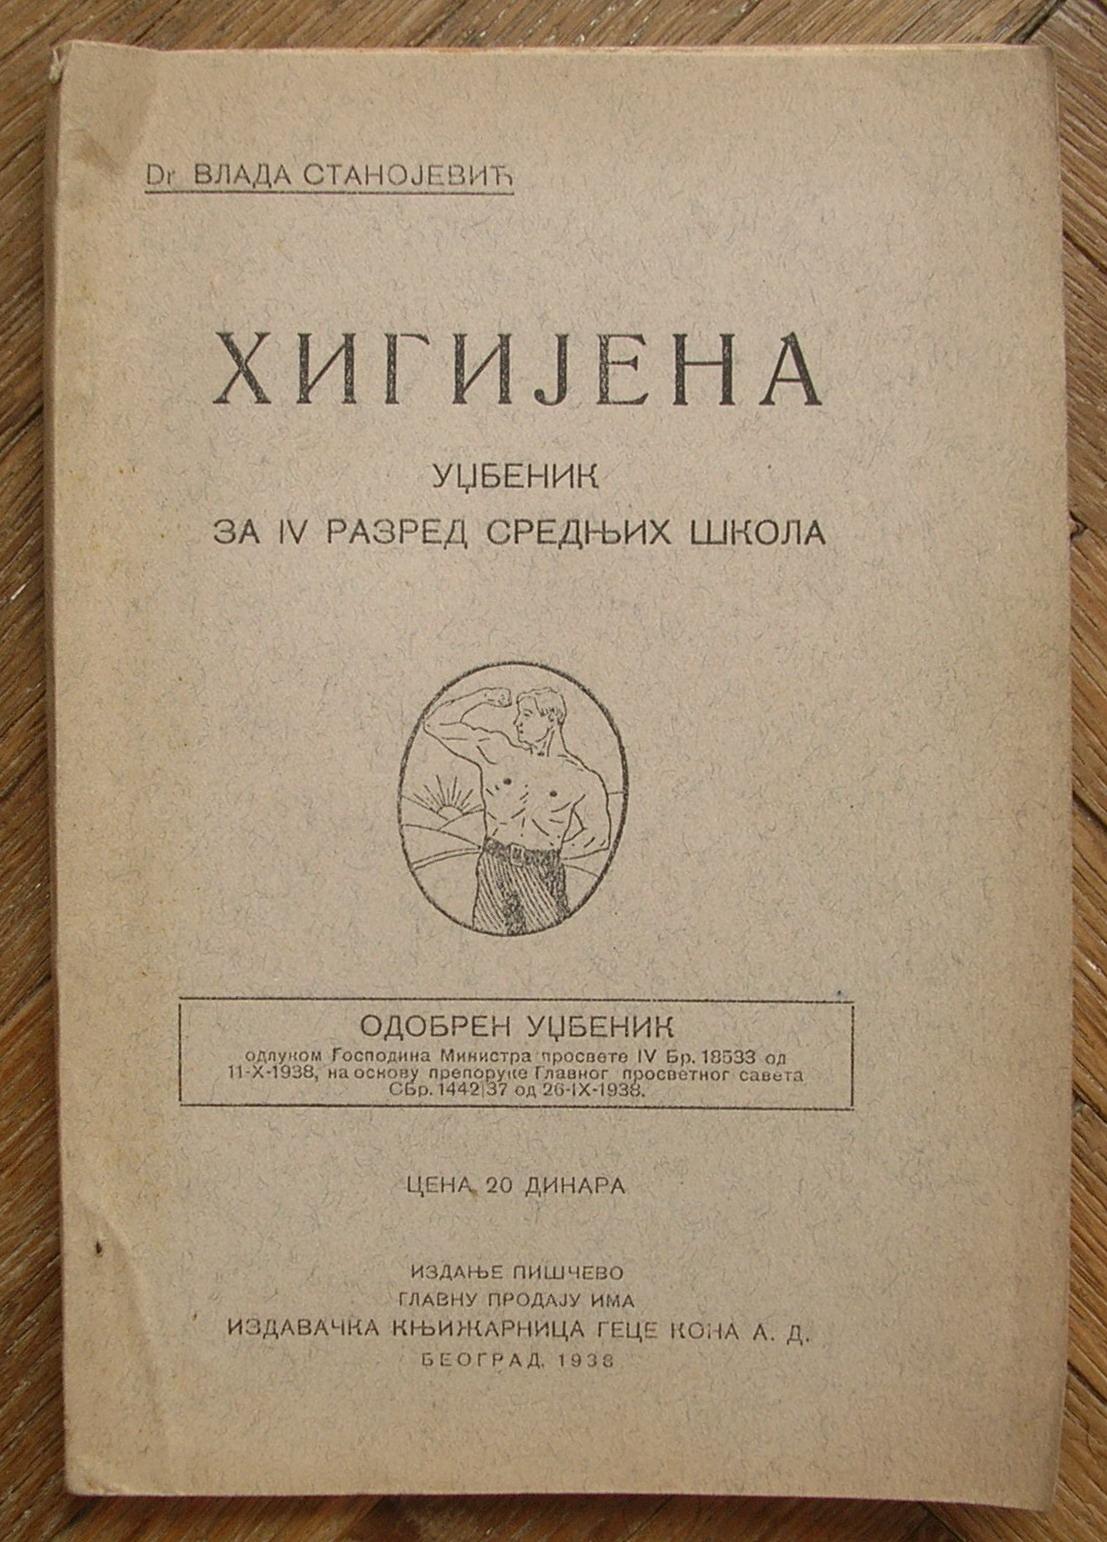 Dr ВЛАДА СТАНОЈЕВИЋ
ХИГИЈЕНА
УЏБЕНИК
ЗА IV РАЗРЕД СРЕДЊИХ ШКОЛА
ОДОБРЕН УЏБЕНИК
одлуком Господина Министра просвете IV Бр. 18533 од
11-X-1938, на основу препоруке Главног просветног савета
СБр. 1442|37 од 26-IX-1938.
ЦЕНА 20 ДИНАРА
ИЗДАЊЕ ПИШЧЕВО
ГЛАВНУ ПРОДАЈУ ИМА
ИЗДАВАЧКА КЊИЖАРНИЦА ГЕЦЕ КОНА А. Д.
БЕОГРАД, 1938